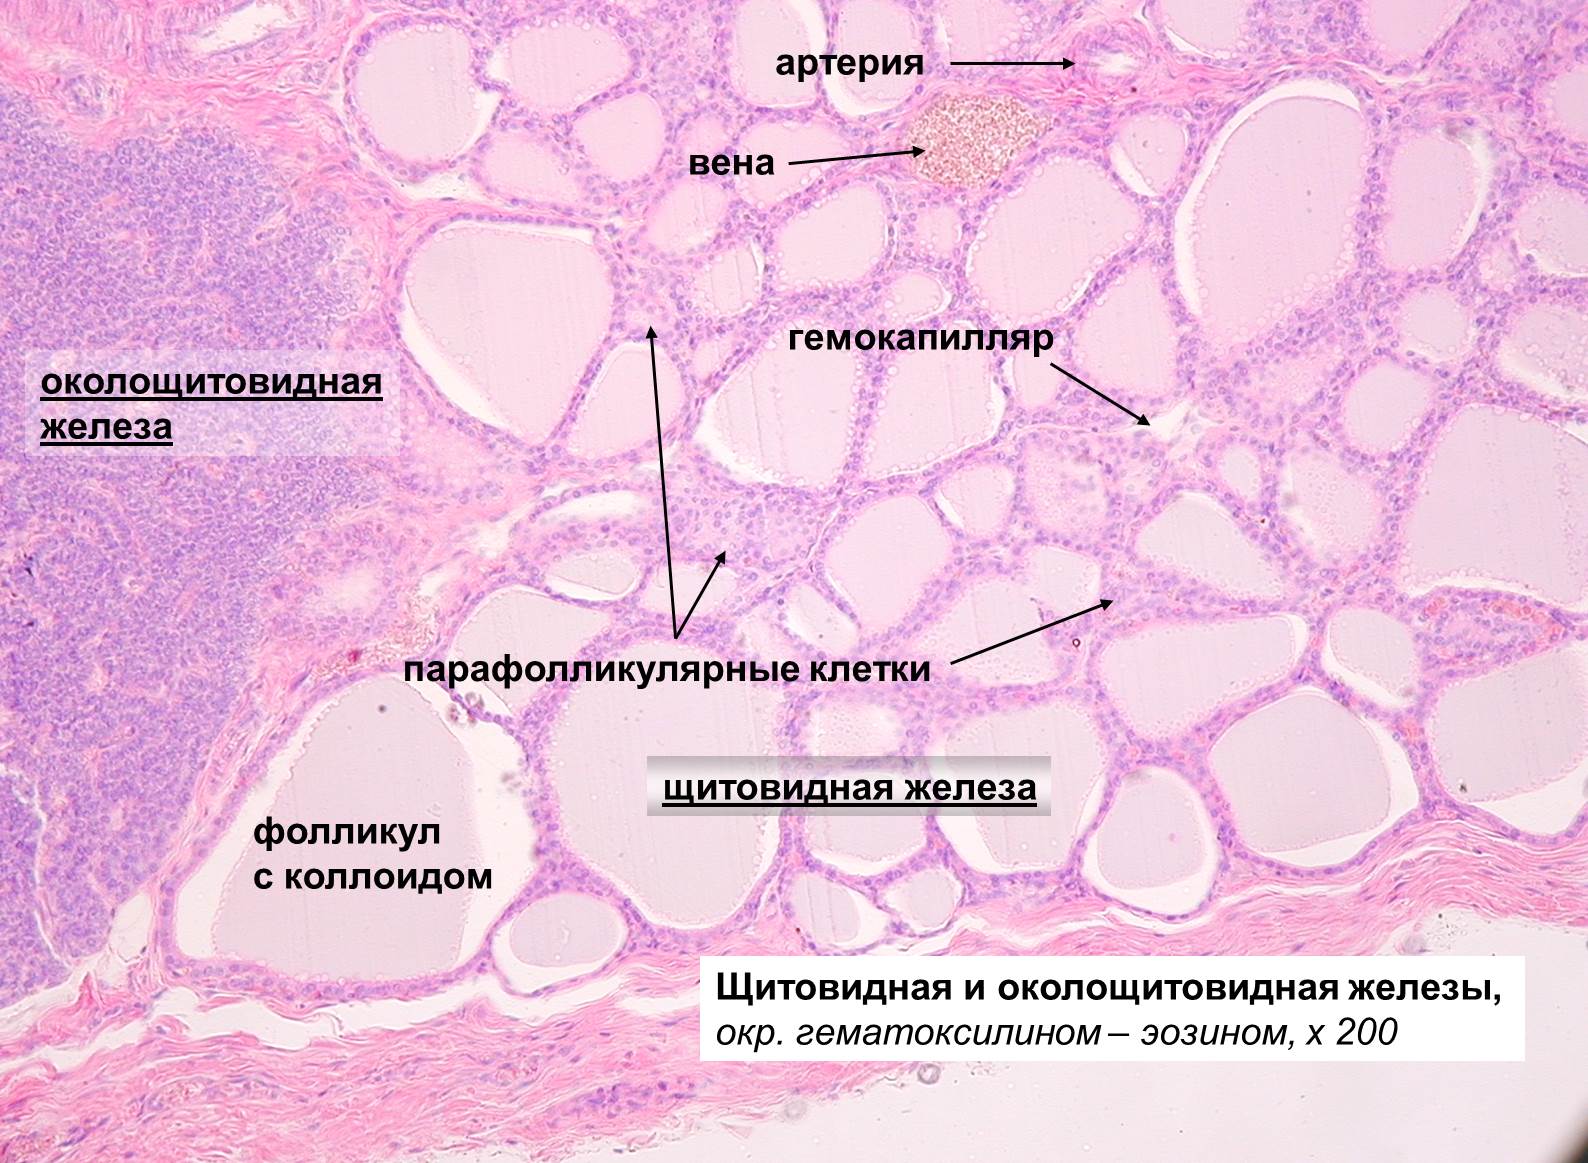 артерия
вена
гемокапилляр
околощитовидная
железа
парафолликулярные клетки
щитовидная железа
фолликул
с коллоидом
Щитовидная и околощитовидная железы,
окр. гематоксилином – эозином, х 200